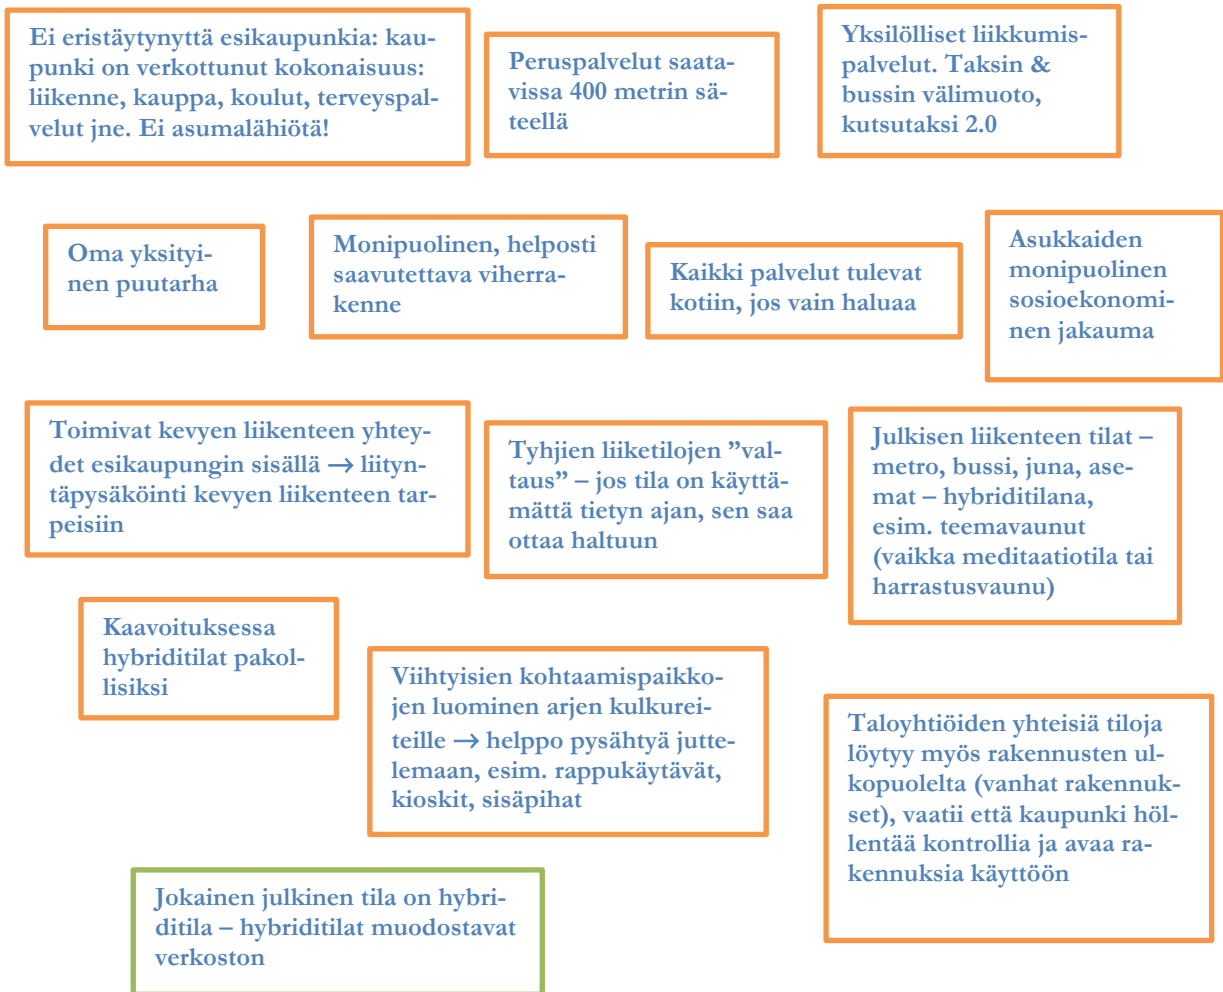 Ei eristäytynyttä esikaupunkia: kau-
punki on verkottunut kokonaisuus:
liikenne, kauppa, koulut, terveyspal-
velut jne. Ei asumalähiötä!
Peruspalvelut saata-
vissa 400 metrin sä-
teellä
Yksilölliset liikkumis-
palvelut. Taksin &
bussin välimuoto,
kutsutaksi 2.0
Oma yksityi-
nen puutarha
Monipuolinen, helposti
saavutettava viherra-
kenne
Kaikki palvelut tulevat
kotiin, jos vain haluaa
Asukkaiden
monipuolinen
sosioekonomi-
nen jakauma
Toimivat kevyen liikenteen yhtey-
det esikaupungin sisällä → liityn-
täpysäköinti kevyen liikenteen tar-
peisiin
Tyhjien liiketilojen ”val-
taus” – jos tila on käyttä-
mättä tietyn ajan, sen saa
ottaa haltuun
Julkisen liikenteen tilat –
metro, bussi, juna, ase-
mat – hybriditilana,
esim. teemavaunut
(vaikka meditaatiotila tai
harrastusvaunu)
Kaavoituksessa
hybriditilat pakol-
lisiksi
Viihtyisien kohtaamispaikko-
jen luominen arjen kulkurei-
teille → helppo pysähtyä jutte-
lemaan, esim. rappukäytävät,
kioskit, sisäpihat
Taloyhtiöiden yhteisiä tiloja
löytyy myös rakennusten ul-
kopuolelta (vanhat rakennuk-
set), vaatii että kaupunki höl-
lentää kontrollia ja avaa ra-
kennuksia käyttöön
Jokainen julkinen tila on hybri-
ditila – hybriditilat muodostavat
verkoston